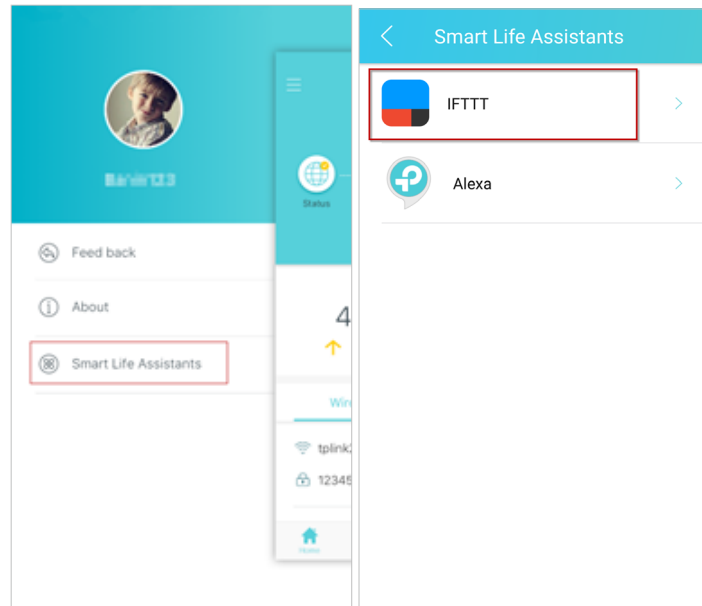 Status
Feed back
About
Smart Life Assistants
4
Wir
tplink
12345
Home
Smart Life Assistants
IFTTT
Alexa